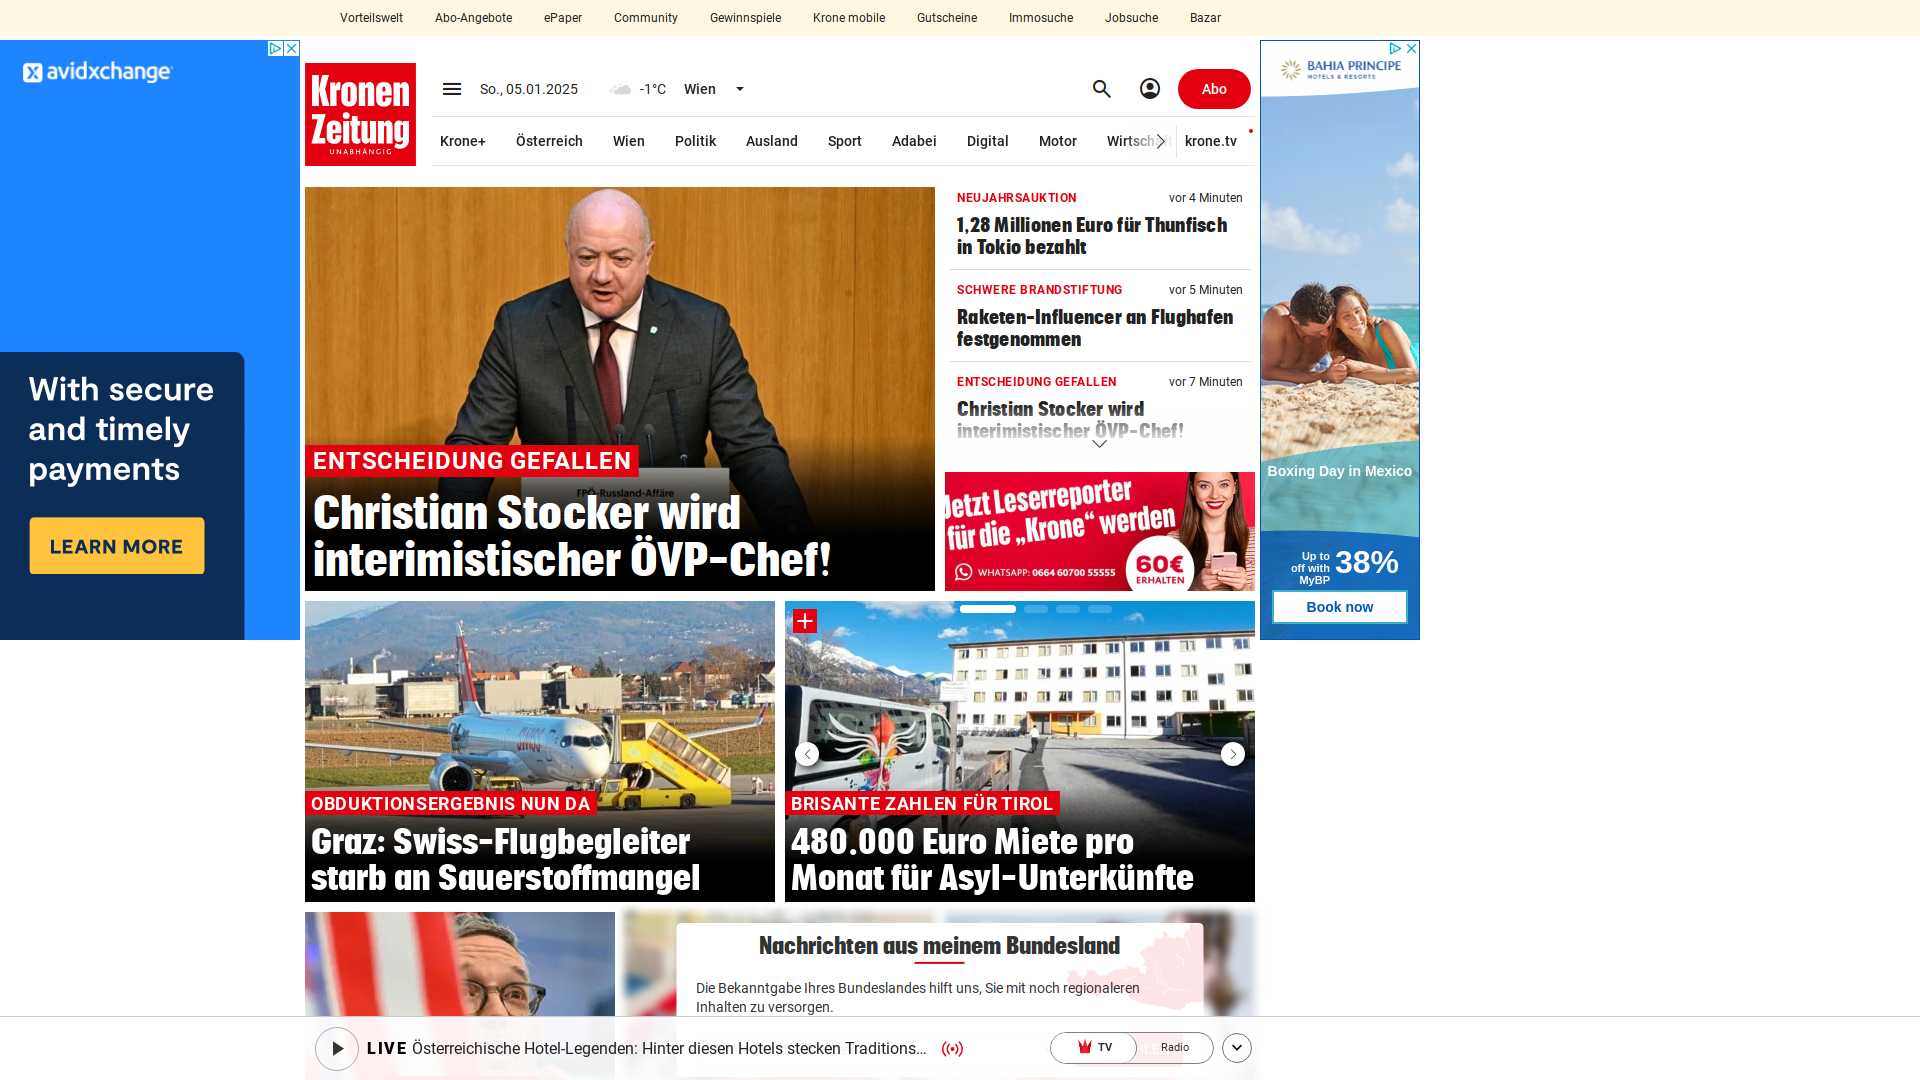 Vorteilswelt
Abo-Angebote
ePaper
Community
Gewinnspiele
Krone mobile
Gutscheine
Immosuche
Jobsuche
Bazar
avidxchange
With secure
and timely
payments
LEARN MORE
Kronen
Zeitung
UNABHÄNGIG
So., 05.01.2025
-1°C
Wien
Abo
Krone+
Österreich
Wien
Politik
Ausland
Sport
Adabei
Digital
Motor
Wirtschaft
krone.tv
FPÖ-Russland-Affäre
ENTSCHEIDUNG GEFALLEN
Christian Stocker wird
interimistischer ÖVP-Chef!
NEUJAHRSAUKTION vor 4 Minuten
1,28 Millionen Euro für Thunfisch
in Tokio bezahlt
SCHWERE BRANDSTIFTUNG vor 5 Minuten
Raketen-Influencer an Flughafen
festgenommen
ENTSCHEIDUNG GEFALLEN vor 7 Minuten
Christian Stocker wird
interimistischer ÖVP-Chef!
Jetzt Leserreporter
für die „Krone“ werden
WHATSAPP: 0664 60700 55555
60€
ERHALTEN
BAHIA PRINCIPE
HOTELS & RESORTS
Boxing Day in Mexico
Up to
off with
MyBP
38%
Book now
SWISS
OBDUKTIONSERGEBNIS NUN DA
Graz: Swiss-Flugbegleiter
starb an Sauerstoffmangel
BRISANTE ZAHLEN FÜR TIROL
480.000 Euro Miete pro
Monat für Asyl-Unterkünfte
Nachrichten aus meinem Bundesland
Die Bekanntgabe Ihres Bundeslandes hilft uns, Sie mit noch regionaleren
Inhalten zu versorgen.
LIVE Österreichische Hotel-Legenden: Hinter diesen Hotels stecken Traditions...
TV
Radio